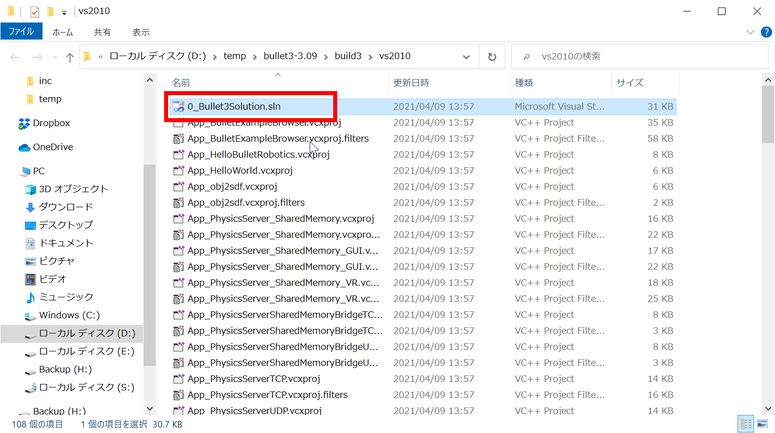 vs2010
ファイル ホーム 共有 表示
« ローカル ディスク (D:) › temp › bullet3-3.09 › build3 › vs2010
vs2010の検索
inc
temp
Dropbox
OneDrive
PC
3D オブジェクト
ダウンロード
デスクトップ
ドキュメント
ピクチャ
ビデオ
ミュージック
Windows (C:)
ローカル ディスク (D:)
ローカル ディスク (E:)
Backup (H:)
ローカル ディスク (S:)
Backup (H:)
名前 更新日時 種類 サイズ
0_Bullet3Solution.sln 2021/04/09 13:57 Microsoft Visual St... 31 KB
App_BulletExampleBrowser.vcxproj 2021/04/09 13:57 VC++ Project 35 KB
App_BulletExampleBrowser.vcxproj.filters 2021/04/09 13:57 VC++ Project Filte... 58 KB
App_HelloBulletRobotics.vcxproj 2021/04/09 13:57 VC++ Project 8 KB
App_HelloWorld.vcxproj 2021/04/09 13:57 VC++ Project 6 KB
App_obj2sdf.vcxproj 2021/04/09 13:57 VC++ Project 6 KB
App_obj2sdf.vcxproj.filters 2021/04/09 13:57 VC++ Project Filte... 2 KB
App_PhysicsServer_SharedMemory.vcxproj 2021/04/09 13:57 VC++ Project 16 KB
App_PhysicsServer_SharedMemory.vcxpro... 2021/04/09 13:57 VC++ Project Filte... 22 KB
App_PhysicsServer_SharedMemory_GUI.v... 2021/04/09 13:57 VC++ Project 17 KB
App_PhysicsServer_SharedMemory_GUI.vc... 2021/04/09 13:57 VC++ Project Filte... 22 KB
App_PhysicsServer_SharedMemory_VR.vc... 2021/04/09 13:57 VC++ Project 18 KB
App_PhysicsServer_SharedMemory_VR.vc... 2021/04/09 13:57 VC++ Project Filte... 25 KB
App_PhysicsServerSharedMemoryBridgeTC... 2021/04/09 13:57 VC++ Project 8 KB
App_PhysicsServerSharedMemoryBridgeTC... 2021/04/09 13:57 VC++ Project Filte... 3 KB
App_PhysicsServerSharedMemoryBridgeU... 2021/04/09 13:57 VC++ Project 8 KB
App_PhysicsServerSharedMemoryBridgeU... 2021/04/09 13:57 VC++ Project Filte... 3 KB
App_PhysicsServerTCP.vcxproj 2021/04/09 13:57 VC++ Project 14 KB
App_PhysicsServerTCP.vcxproj.filters 2021/04/09 13:57 VC++ Project Filte... 16 KB
App_PhysicsServerUDP.vcxproj 2021/04/09 13:57 VC++ Project 14 KB
108 個の項目 1 個の項目を選択 30.7 KB